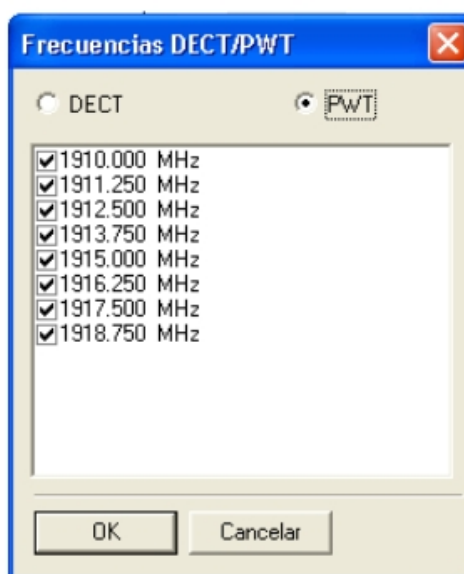 Frecuencias DECT/PWT
DECT PWT
1910.000 MHz
1911.250 MHz
1912.500 MHz
1913.750 MHz
1915.000 MHz
1916.250 MHz
1917.500 MHz
1918.750 MHz
OK Cancelar